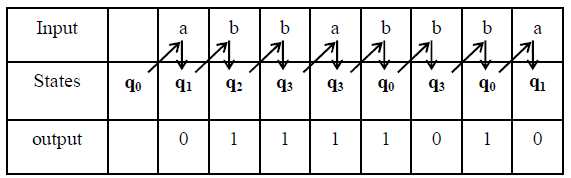 Input a b b a b b b a
States q₀ q₁ q₂ q₃ q₃ q₀ q₃ q₀ q₁
output 0 1 1 1 1 0 1 0